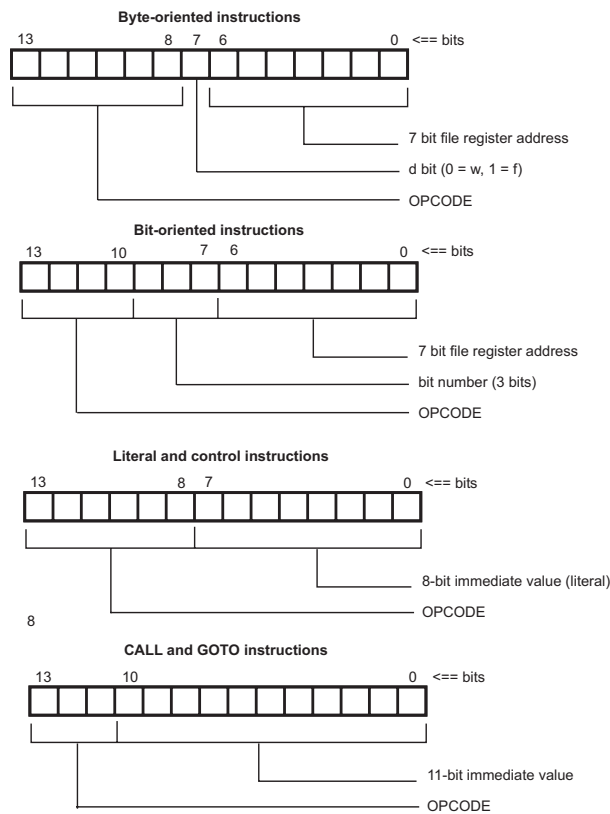 Byte-oriented instructions
13 8 7 6 0 <== bits
7 bit file register address
d bit (0 = w, 1 = f)
OPCODE
Bit-oriented instructions
13 10 7 6 0 <== bits
7 bit file register address
bit number (3 bits)
OPCODE
Literal and control instructions
13 8 7 0 <== bits
8-bit immediate value (literal)
OPCODE
8
CALL and GOTO instructions
13 10 0 <== bits
11-bit immediate value
OPCODE